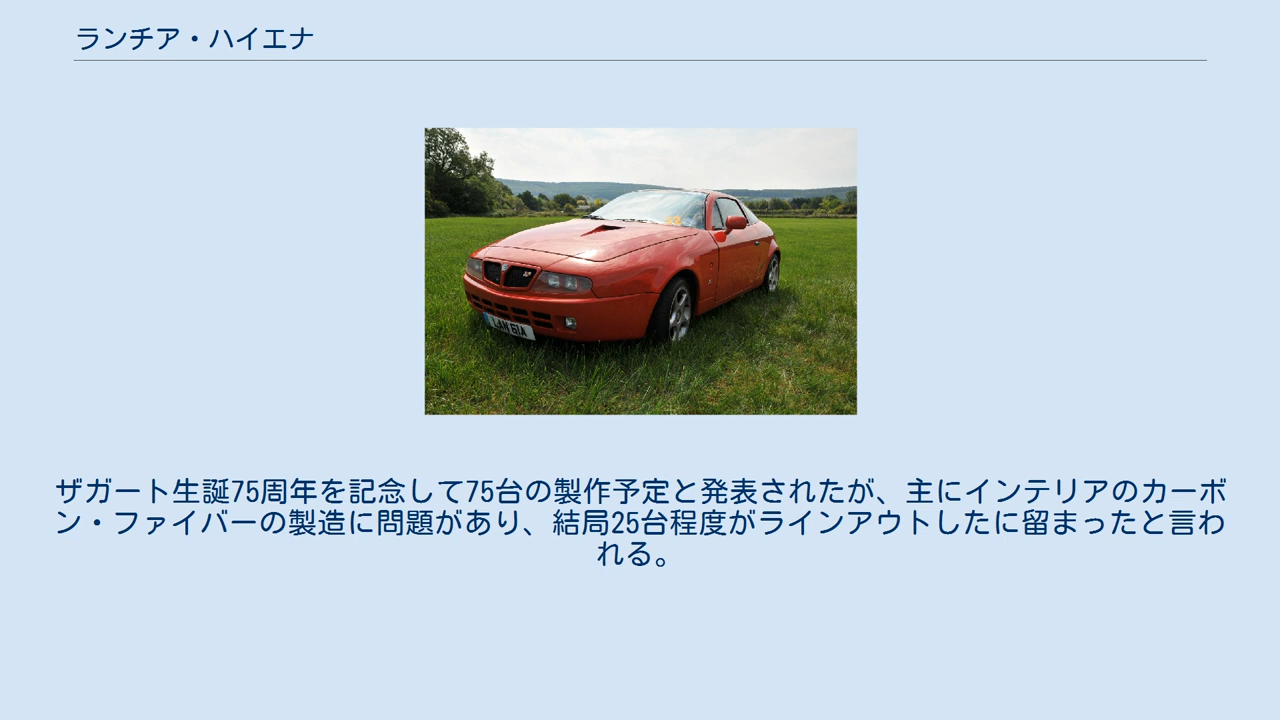 ランチア・ハイエナ
LAN 61A
ザガート生誕75周年を記念して75台の製作予定と発表されたが、主にインテリアのカーボ
ン・ファイバーの製造に問題があり、結局25台程度がラインアウトしたに留まったと言わ
れる。